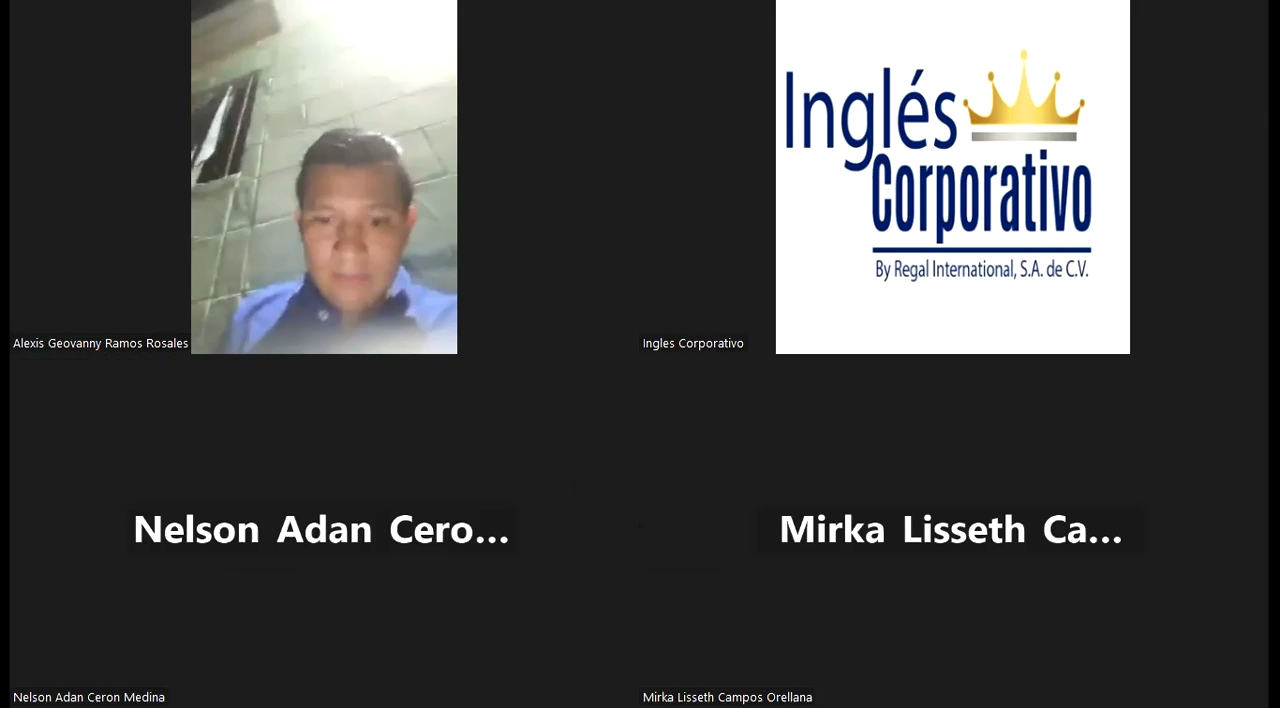 Inglés
Corporativo
By Regal International, S.A. de C.V.
Alexis Geovanny Ramos Rosales
Ingles Corporativo
Nelson Adan Cero...
Mirka Lisseth Ca...
Nelson Adan Ceron Medina
Mirka Lisseth Campos Orellana